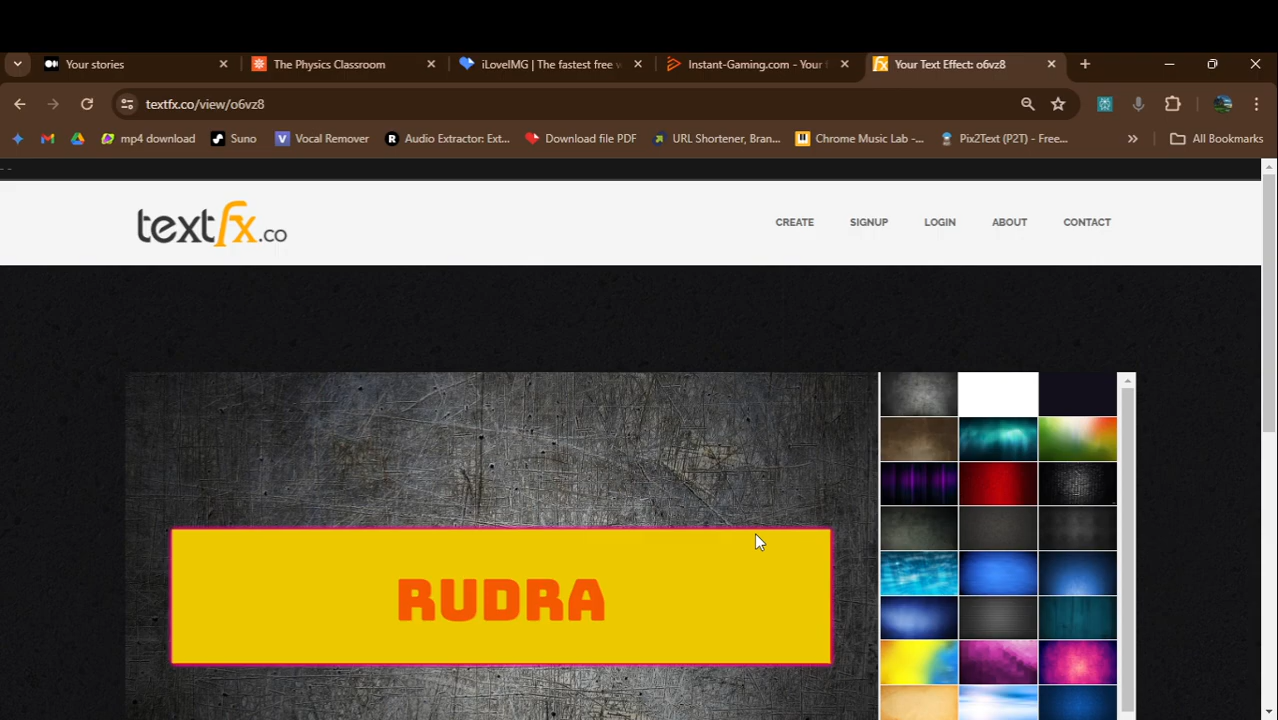 Your stories
The Physics Classroom
iLoveIMG | The fastest free
Instant-Gaming.com - Your
Your Text Effect: o6vz8
textfx.co/view/o6vz8
mp4 download
Suno
Vocal Remover
Audio Extractor: Ext...
Download file PDF
URL Shortener, Bran...
Chrome Music Lab -...
Pix2Text (P2T) - Free...
»
All Bookmarks
textfx.co
CREATE SIGNUP LOGIN ABOUT CONTACT
RUDRA